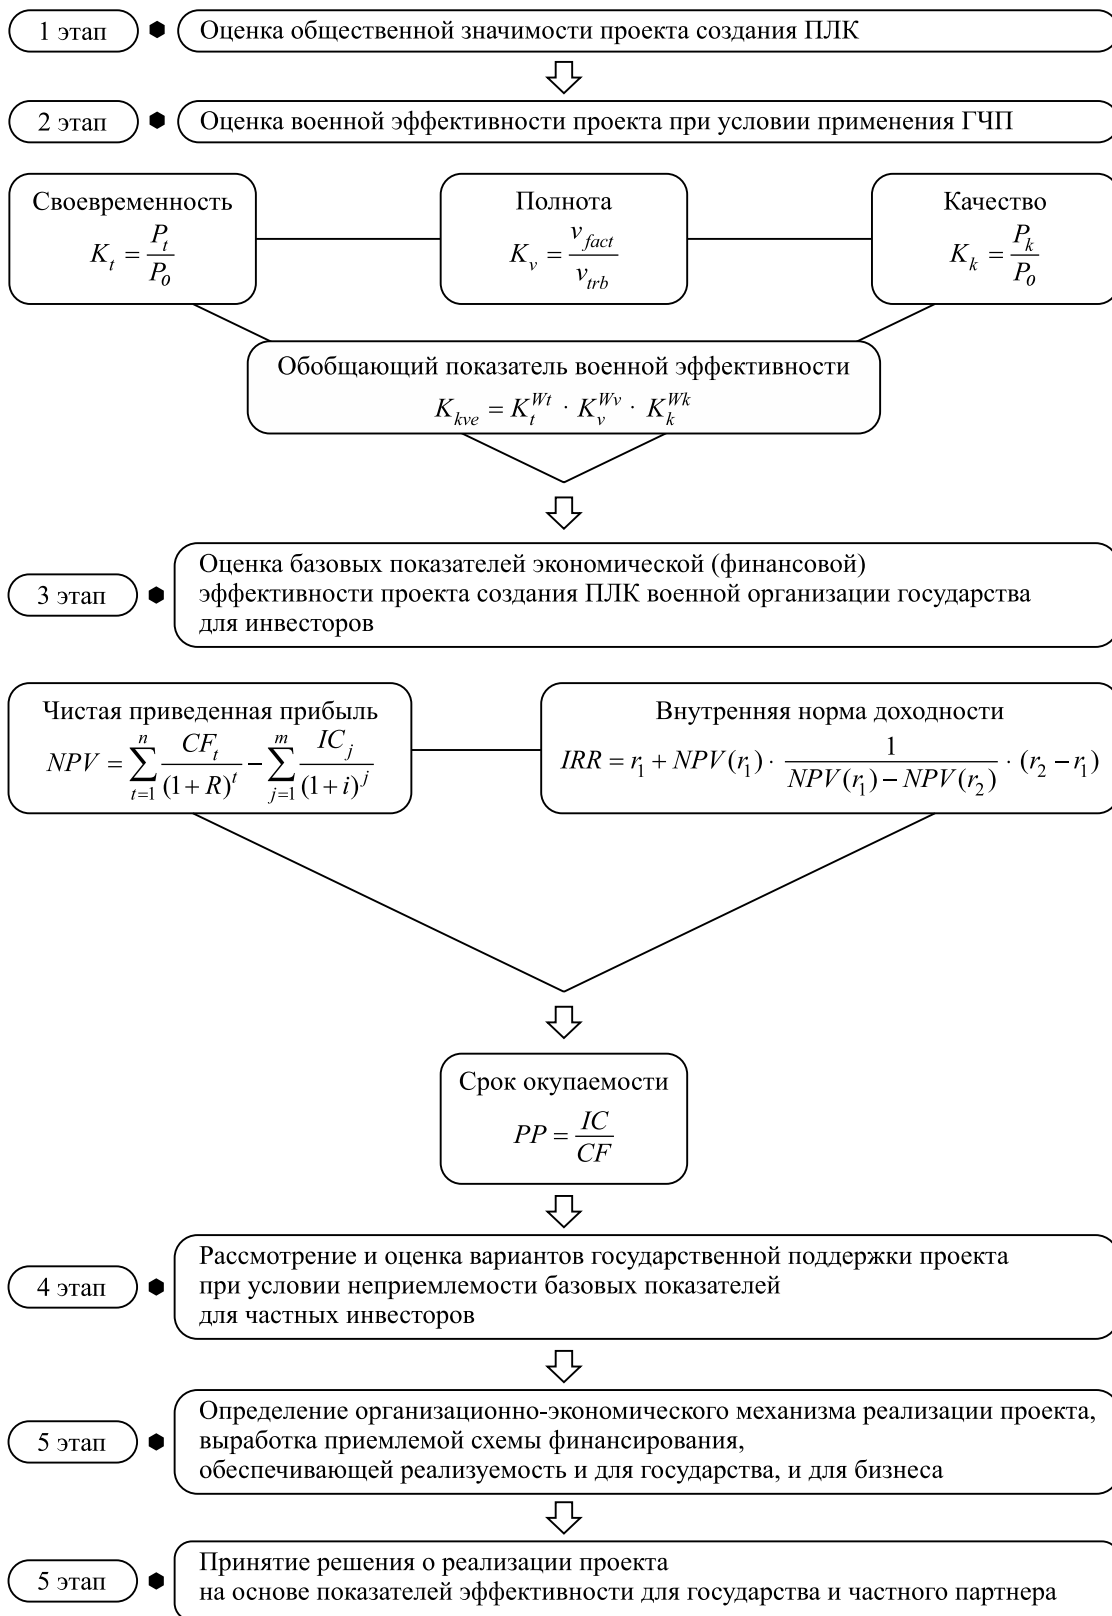 1 этап
Оценка общественной значимости проекта создания ПЛК
2 этап
Оценка военной эффективности проекта при условии применения ГЧП
Своевременность
K_t = P_t / P_0
Полнота
K_v = v_fact / v_trb
Качество
K_k = P_k / P_0
Обобщающий показатель военной эффективности
K_kve = K_t^Wt · K_v^Wv · K_k^Wk
3 этап
Оценка базовых показателей экономической (финансовой)
эффективности проекта создания ПЛК военной организации государства
для инвесторов
Чистая приведенная прибыль
NPV = ∑_{t=1}^{n} CF_t / (1 + R)^t − ∑_{j=1}^{m} IC_j / (1 + i)^j
Внутренняя норма доходности
IRR = r_1 + NPV(r_1) · 1 / (NPV(r_1) − NPV(r_2)) · (r_2 − r_1)
Срок окупаемости
PP = IC / CF
4 этап
Рассмотрение и оценка вариантов государственной поддержки проекта
при условии неприемлемости базовых показателей
для частных инвесторов
5 этап
Определение организационно-экономического механизма реализации проекта,
выработка приемлемой схемы финансирования,
обеспечивающей реализуемость и для государства, и для бизнеса
5 этап
Принятие решения о реализации проекта
на основе показателей эффективности для государства и частного партнера